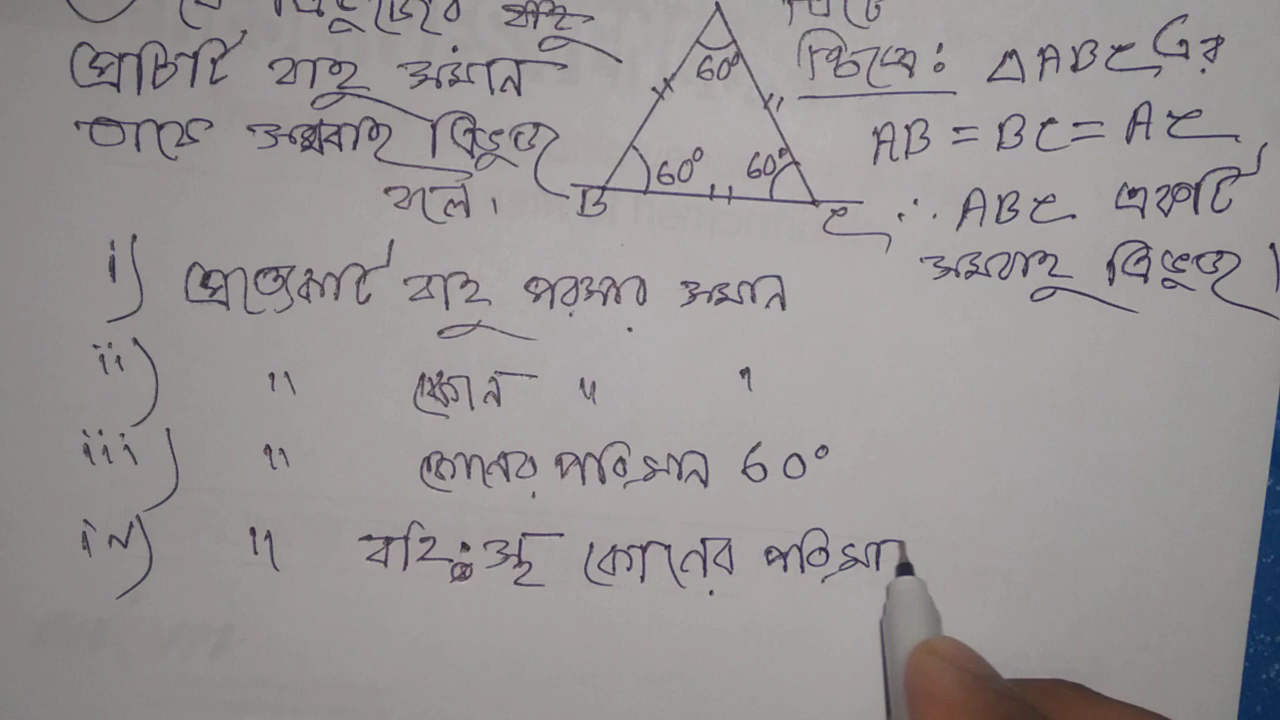 যে ত্রিভুজের বাহু
প্রতিটি বাহু সমান
তাকে সমবাহু ত্রিভুজ
বলে।
60°
60° 60°
B C
চিত্রে: △ABC এর
AB = BC = AC
∴ ABC একটি
সমবাহু ত্রিভুজ।
i) প্রত্যেকটি বাহু পরস্পর সমান
ii) " কোন " "
iii) " কোনের পরিমান 60°
iv) " বহি:স্থ কোনের পরিমা